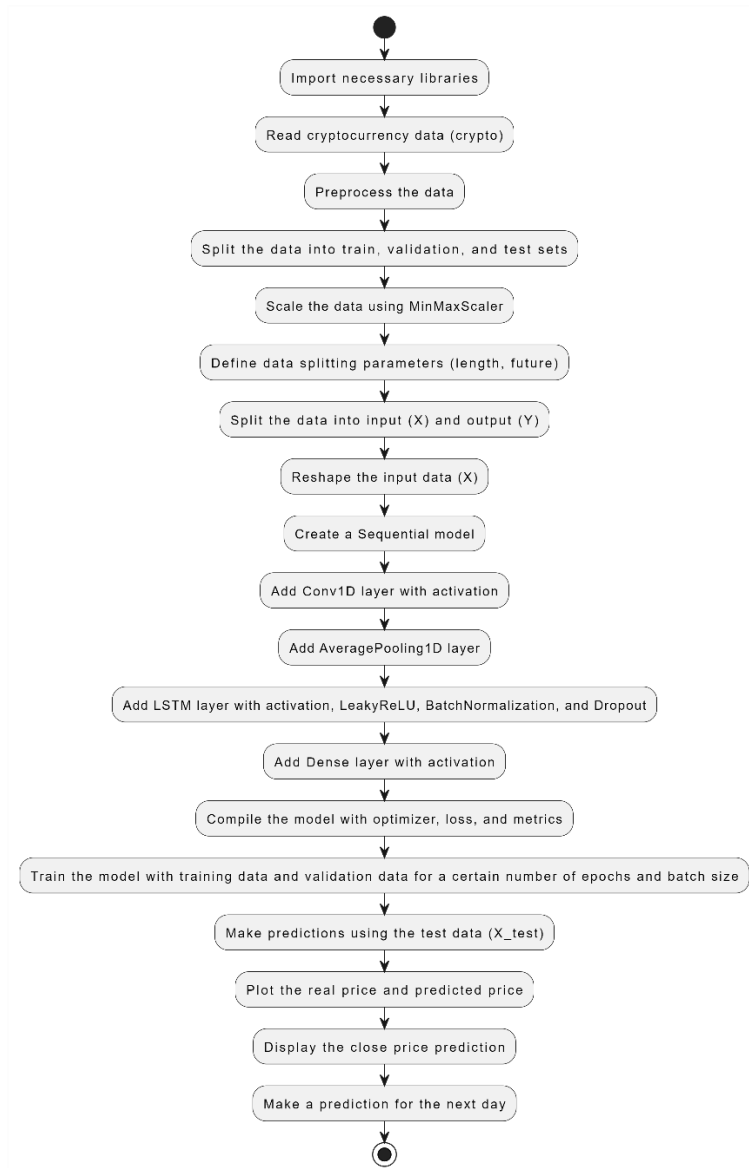 Import necessary libraries
Read cryptocurrency data (crypto)
Preprocess the data
Split the data into train, validation, and test sets
Scale the data using MinMaxScaler
Define data splitting parameters (length, future)
Split the data into input (X) and output (Y)
Reshape the input data (X)
Create a Sequential model
Add Conv1D layer with activation
Add AveragePooling1D layer
Add LSTM layer with activation, LeakyReLU, BatchNormalization, and Dropout
Add Dense layer with activation
Compile the model with optimizer, loss, and metrics
Train the model with training data and validation data for a certain number of epochs and batch size
Make predictions using the test data (X_test)
Plot the real price and predicted price
Display the close price prediction
Make a prediction for the next day